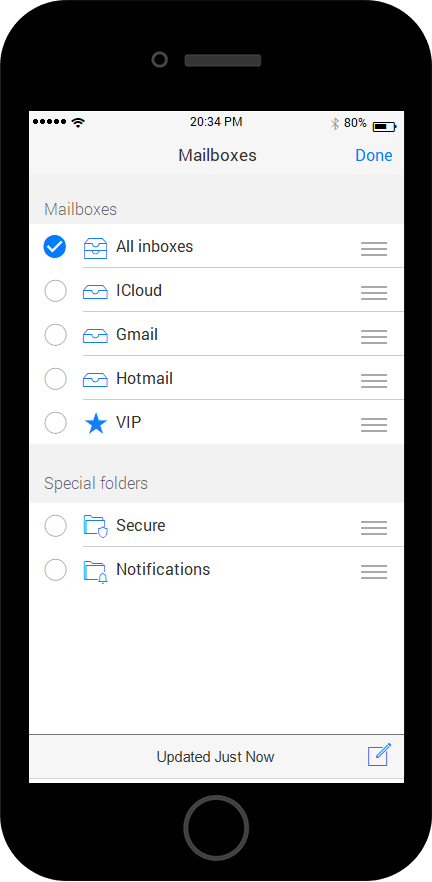 20:34 PM 80%
Mailboxes Done
Mailboxes
All inboxes
ICloud
Gmail
Hotmail
VIP
Special folders
Secure
Notifications
Updated Just Now